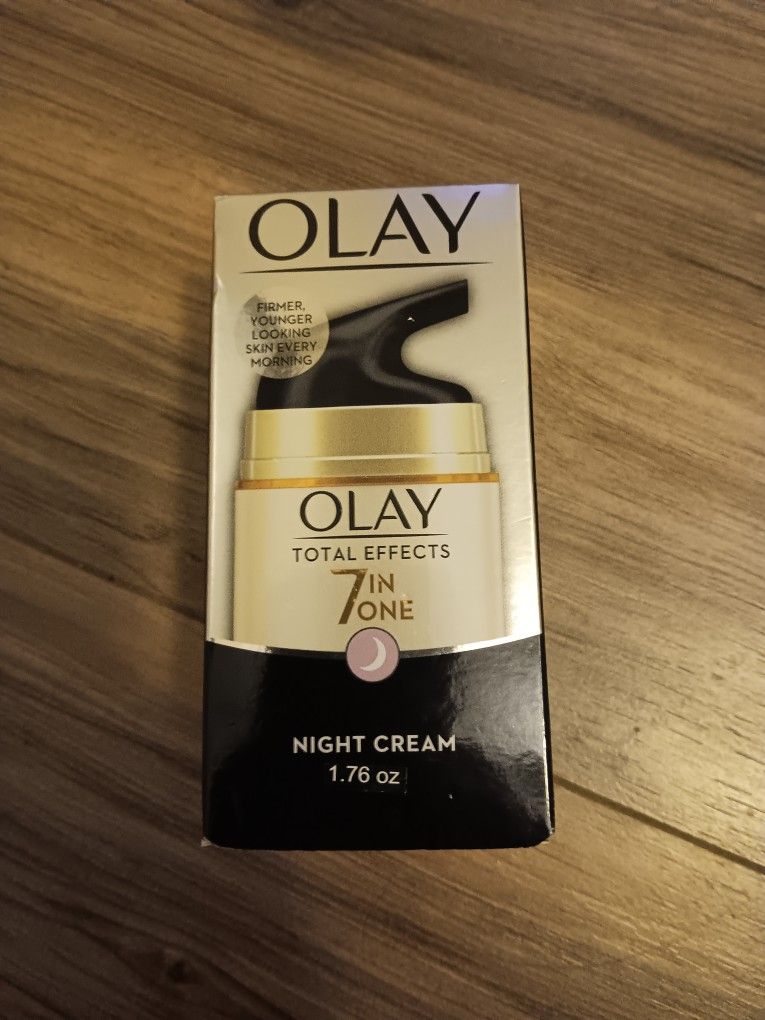 OLAY
FIRMER,
YOUNGER
LOOKING
SKIN EVERY
MORNING
OLAY
TOTAL EFFECTS
7 IN
ONE
NIGHT CREAM
1.76 oz